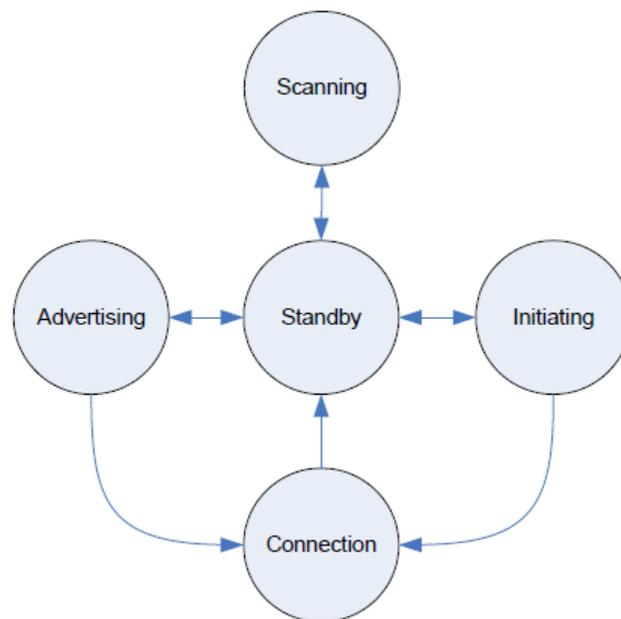 Scanning
Advertising
Standby
Initiating
Connection